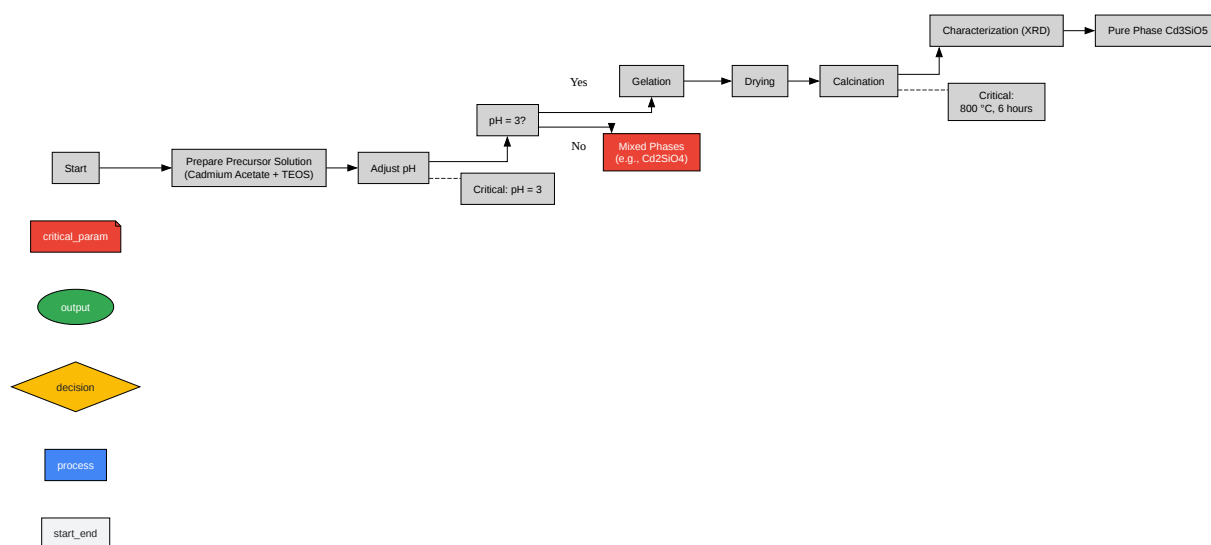 Start
Prepare Precursor Solution
(Cadmium Acetate + TEOS)
Adjust pH
Critical: pH = 3
pH = 3?
Yes
No
Gelation
Mixed Phases
(e.g., Cd2SiO4)
Drying
Calcination
Critical:
800 °C, 6 hours
Characterization (XRD)
Pure Phase Cd3SiO5
critical_param
output
decision
process
start_end